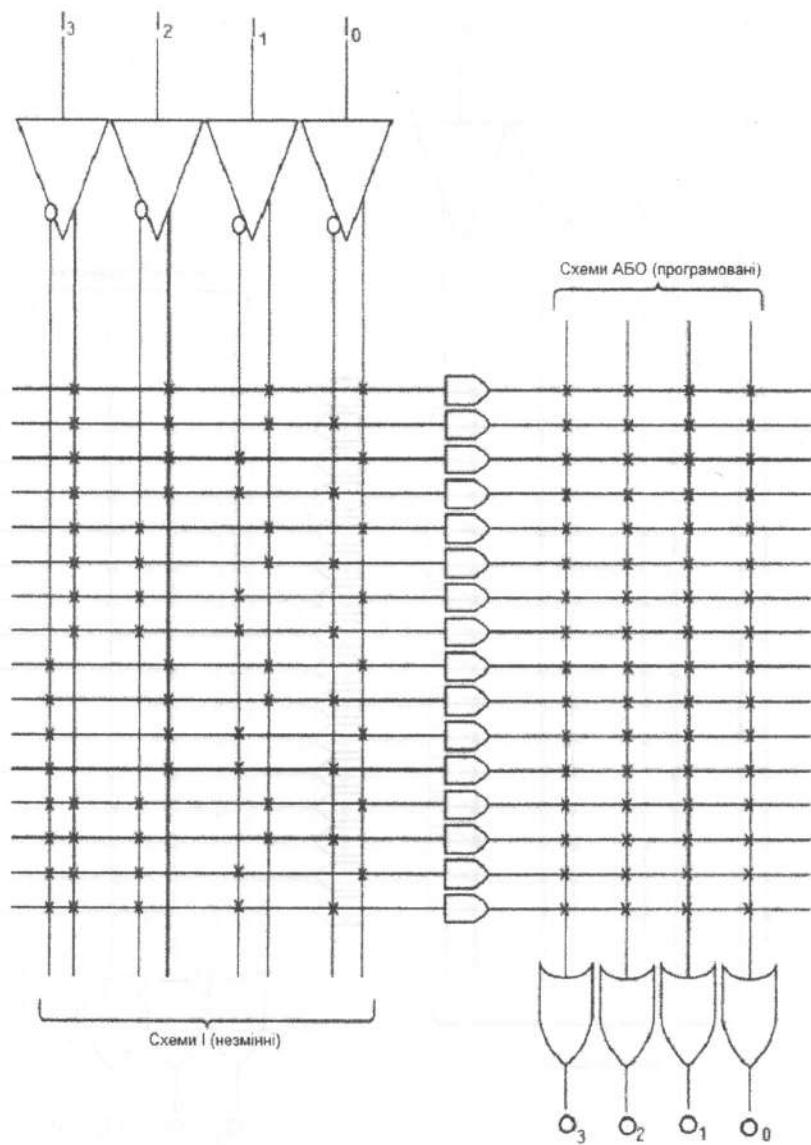 I₃ I₂ I₁ I₀
Схеми АБО (програмовані)
Схеми І (незмінні)
O₃ O₂ O₁ O₀